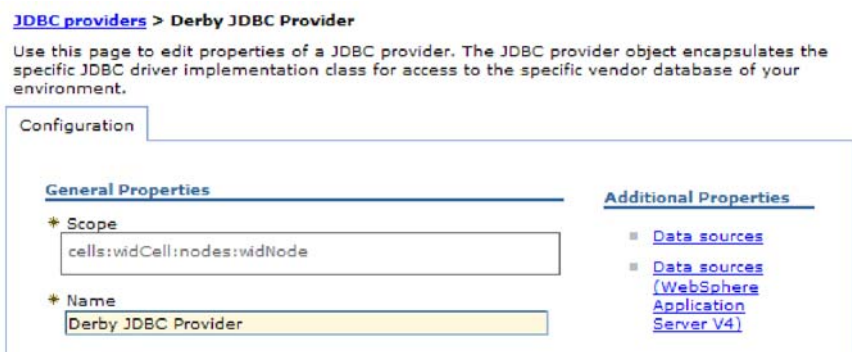 JDBC providers > Derby JDBC Provider
Use this page to edit properties of a JDBC provider. The JDBC provider object encapsulates the
specific JDBC driver implementation class for access to the specific vendor database of your
environment.
Configuration
General Properties
* Scope
cells:widCell:nodes:widNode
* Name
Derby JDBC Provider
Additional Properties
Data sources
Data sources
(WebSphere
Application
Server V4)